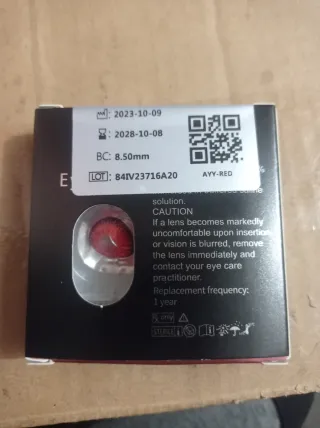 2023-10-09
2028-10-08
BC: 8.50mm
LOT: 84IV23716A20
AYY-RED
solution.
CAUTION
If a lens becomes markedly
uncomfortable upon insertion
or vision is blurred, remove
the lens immediately and
contact your eye care
practitioner.
Replacement frequency:
1 year